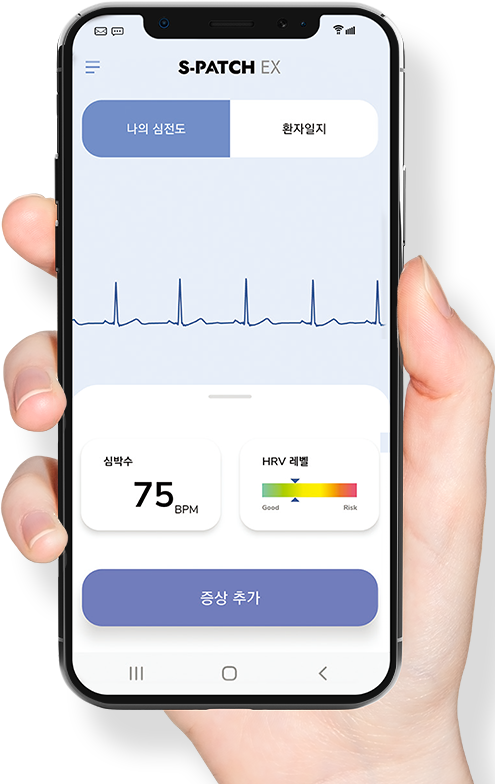 S-PATCH EX
나의 심전도
환자일지
심박수
75 BPM
HRV 레벨
Good
Risk
증상 추가